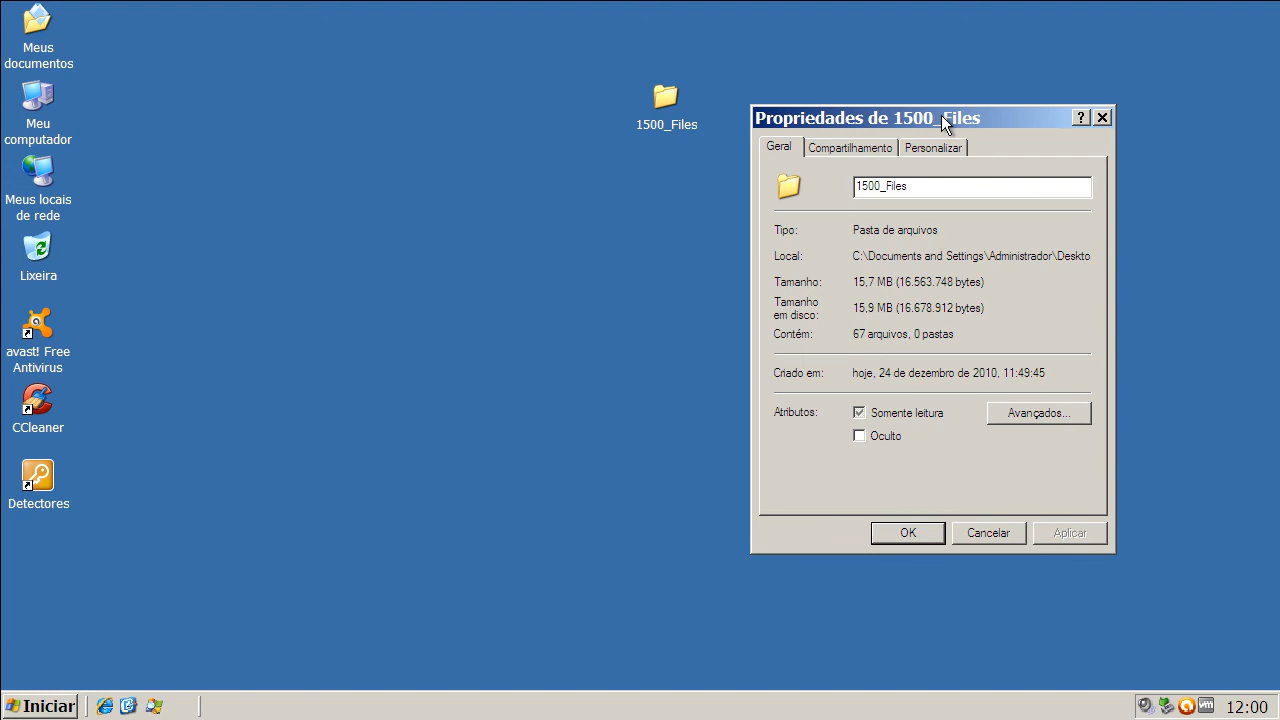 Meus
documentos
Meu
computador
Meus locais
de rede
Lixeira
avast! Free
Antivirus
CCleaner
Detectores
1500_Files
Propriedades de 1500_Files
Geral Compartilhamento Personalizar
1500_Files
Tipo: Pasta de arquivos
Local: C:\Documents and Settings\Administrador\Deskto
Tamanho: 15,7 MB (16.563.748 bytes)
Tamanho
em disco: 15,9 MB (16.678.912 bytes)
Contém: 67 arquivos, 0 pastas
Criado em: hoje, 24 de dezembro de 2010, 11:49:45
Atributos: Somente leitura Avançados...
Oculto
OK Cancelar Aplicar
Iniciar 12:00